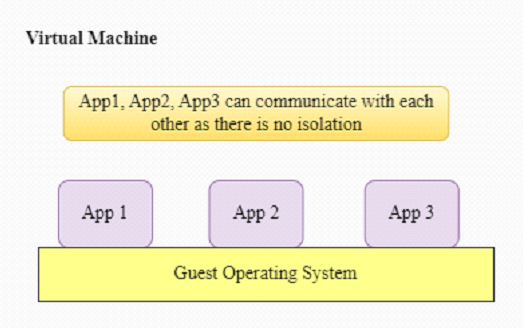 Virtual Machine
App1, App2, App3 can communicate with each
other as there is no isolation
App 1
App 2
App 3
Guest Operating System